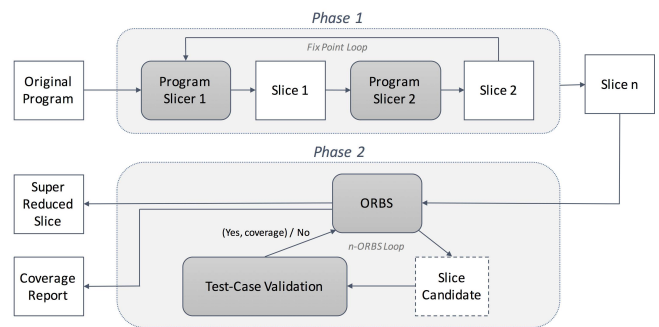 Phase 1
Fix Point Loop
Original
Program
Program
Slicer 1
Slice 1
Program
Slicer 2
Slice 2
Slice n
Phase 2
Super
Reduced
Slice
ORBS
(Yes, coverage) / No
n-ORBS Loop
Coverage
Report
Test-Case Validation
Slice
Candidate